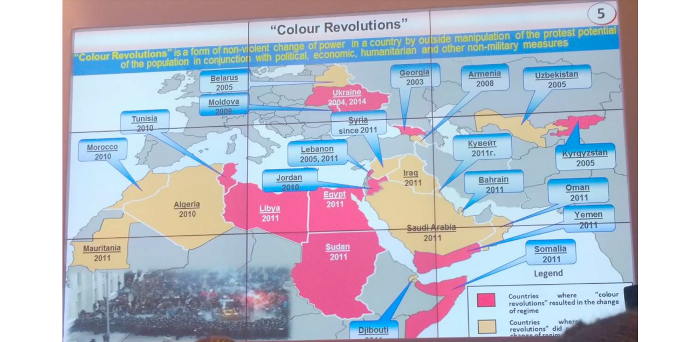 "Colour Revolutions"
5
"Colour Revolutions" is a form of non-violent change of power in a country by outside manipulation of the protest potential
of the population in conjunction with political, economic, humanitarian and other non-military measures
Belarus
2005
Georgia
2003
Armenia
2008
Uzbekistan
2005
Moldova
2009
Ukraine
2004, 2014
Tunisia
2010
Syria
since 2011
Morocco
2010
Lebanon
2005, 2011
Кувейт
2011г.
Kyrgyzstan
2005
Jordan
2010
Iraq
2011
Bahrain
2011
Oman
2011
Algeria
2010
Libya
2011
Egypt
2011
Yemen
2011
Saudi Arabia
2011
Mauritania
2011
Sudan
2011
Somalia
2011
Legend
Countries where "colour
revolutions" resulted in the change
of regime
Countries where
revolutions" did
change of regime
Djibouti